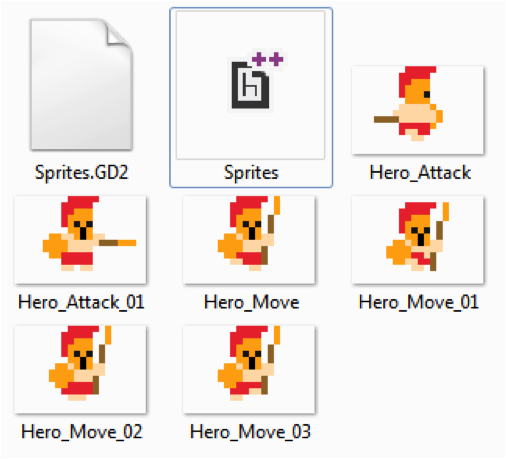 h ++
Sprites.GD2
Sprites
Hero_Attack
Hero_Attack_01
Hero_Move
Hero_Move_01
Hero_Move_02
Hero_Move_03